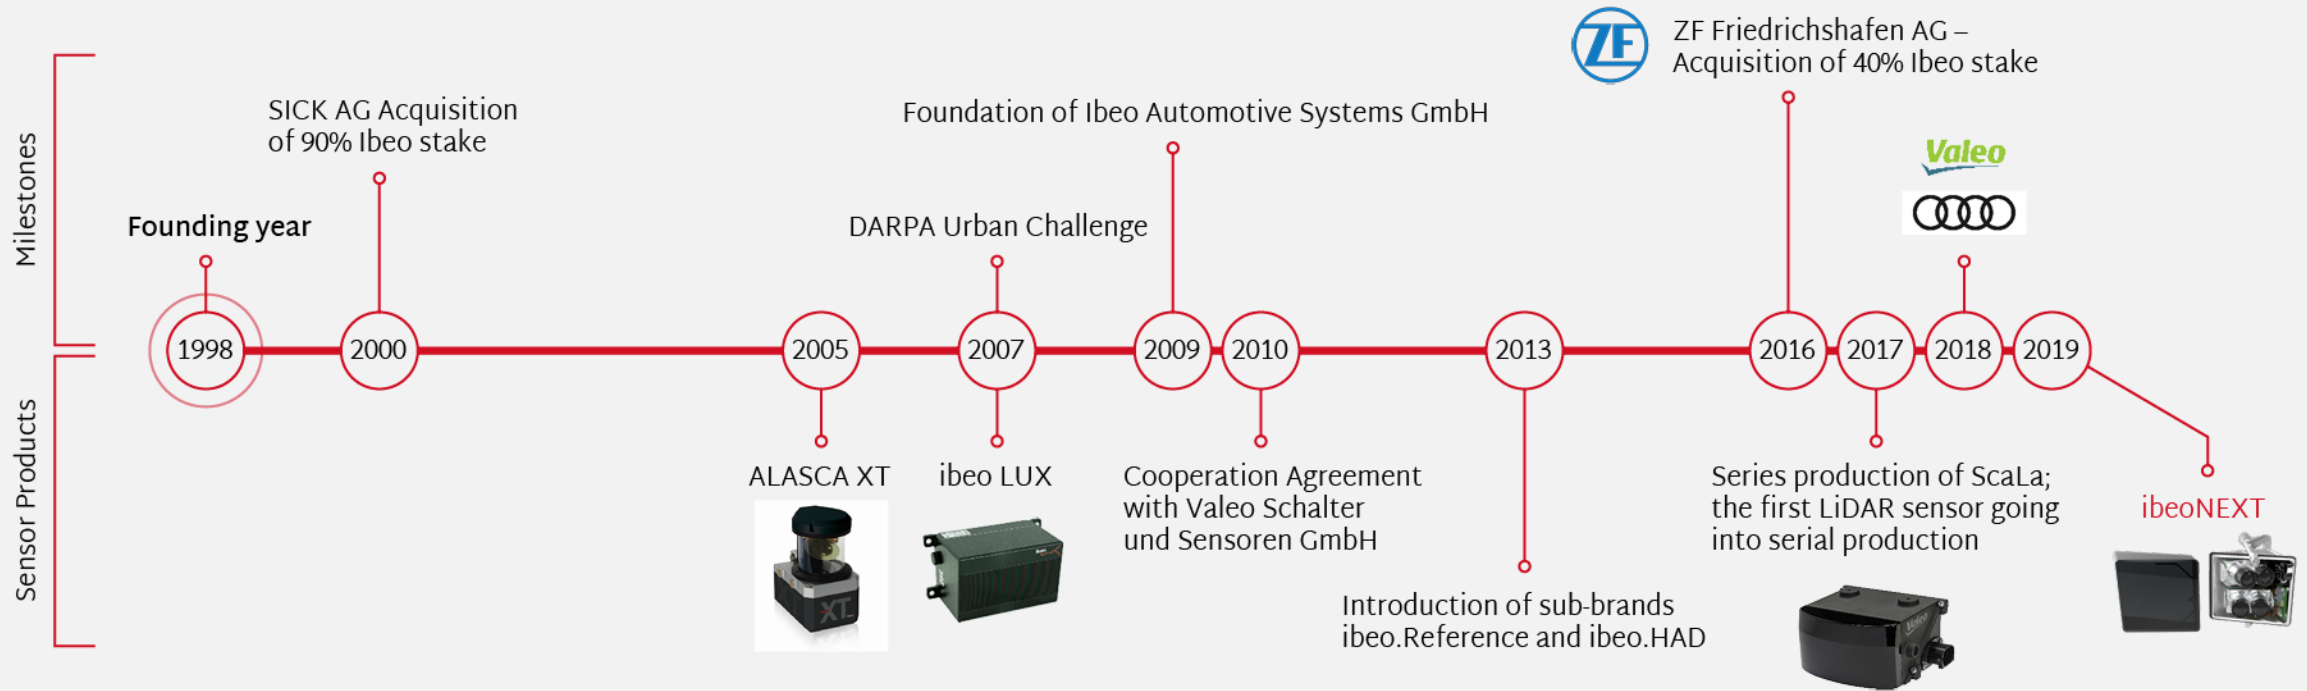 ZF
ZF Friedrichshafen AG –
Acquisition of 40% Ibeo stake
SICK AG Acquisition
of 90% Ibeo stake
Foundation of Ibeo Automotive Systems GmbH
Valeo
Founding year
DARPA Urban Challenge
Milestones
1998
2000
2005
2007
2009
2010
2013
2016
2017
2018
2019
Sensor Products
ALASCA XT
XT
ibeo LUX
Cooperation Agreement
with Valeo Schalter
und Sensoren GmbH
Introduction of sub-brands
ibeo.Reference and ibeo.HAD
Series production of ScaLa;
the first LiDAR sensor going
into serial production
Valeo
ibeoNEXT